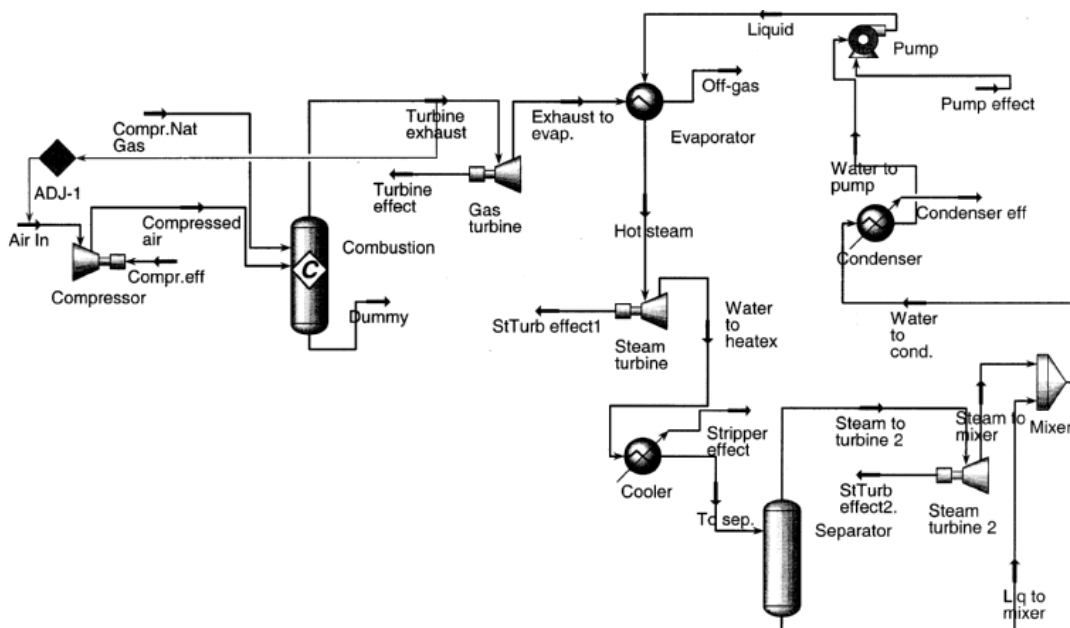 Liquid
Pump
Off-gas
Pump effect
Compr.Nat
Gas
Turbine
exhaust
Exhaust to
evap.
Evaporator
ADJ-1
Turbine
effect
Gas
turbine
Water to
pump
Condenser eff
Air In
Compressed
air
Combustion
Hot steam
Condenser
Compr.eff
Compressor
Dummy
StTurb effect1
Steam
turbine
Water
to
heatex
Water
to
cond.
Stripper
effect
Steam to
turbine 2
Steam to
mixer
Mixer
Cooler
StTurb
effect2.
Steam
turbine 2
To sep.
Separator
C
Liq to
mixer